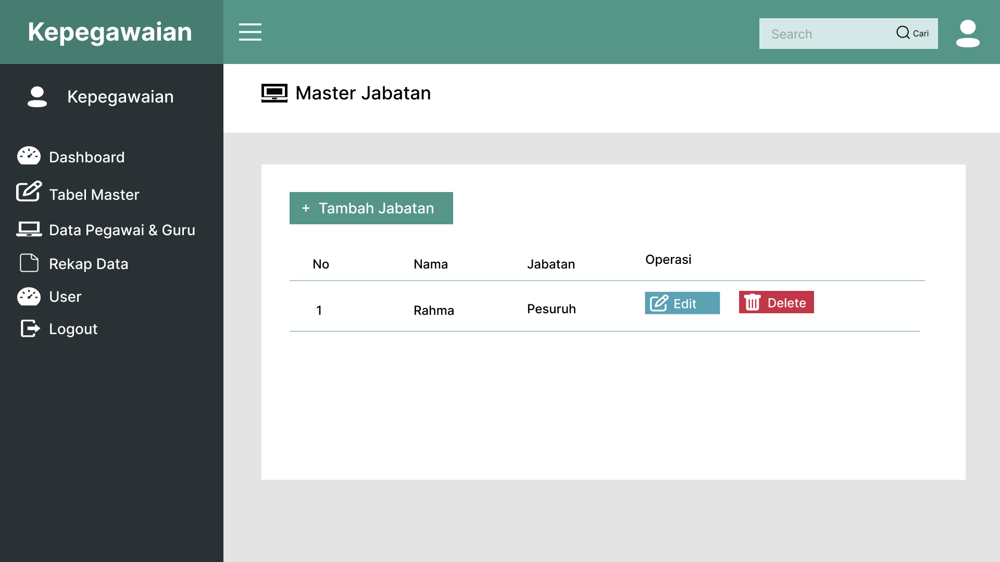 Kepegawaian
Search
Cari
Kepegawaian
Master Jabatan
Dashboard
Tabel Master
Data Pegawai & Guru
Rekap Data
User
Logout
+ Tambah Jabatan
No Nama Jabatan Operasi
1 Rahma Pesuruh Edit Delete